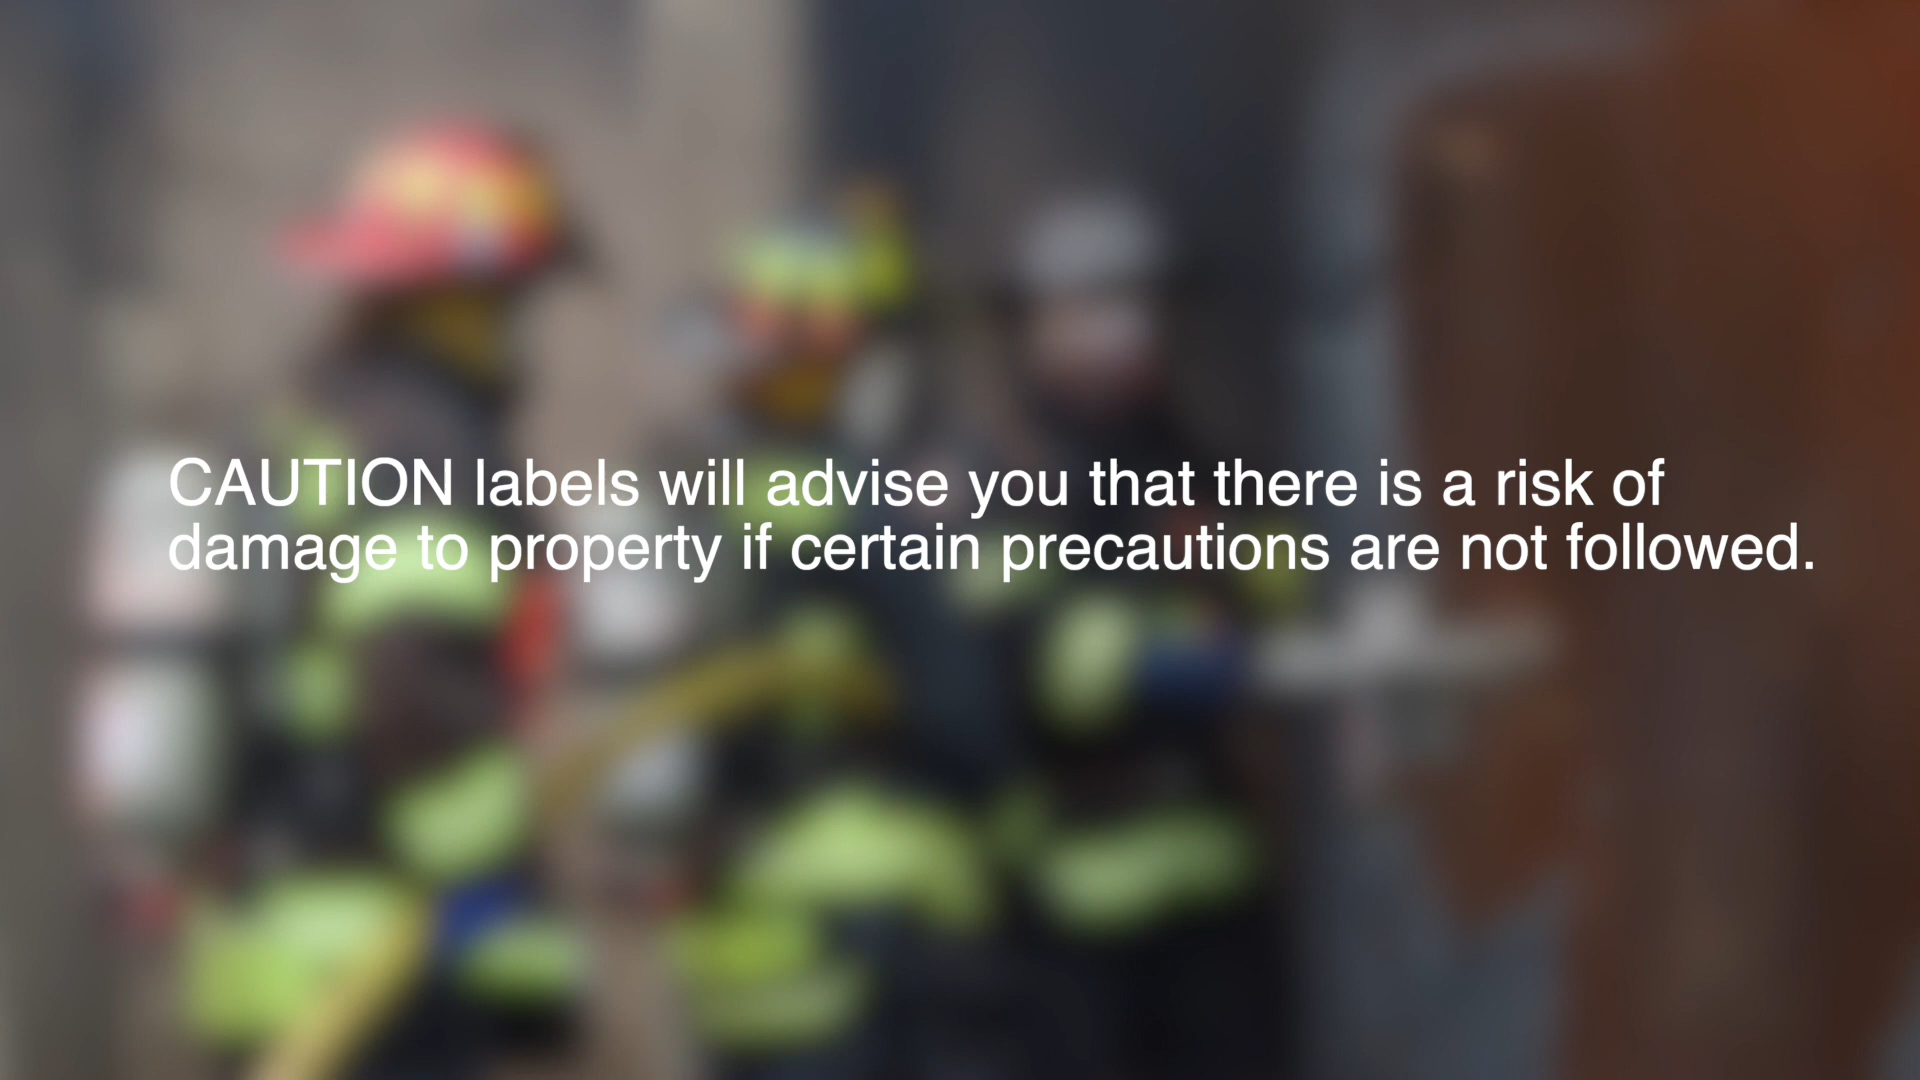 CAUTION labels will advise you that there is a risk of
damage to property if certain precautions are not followed.